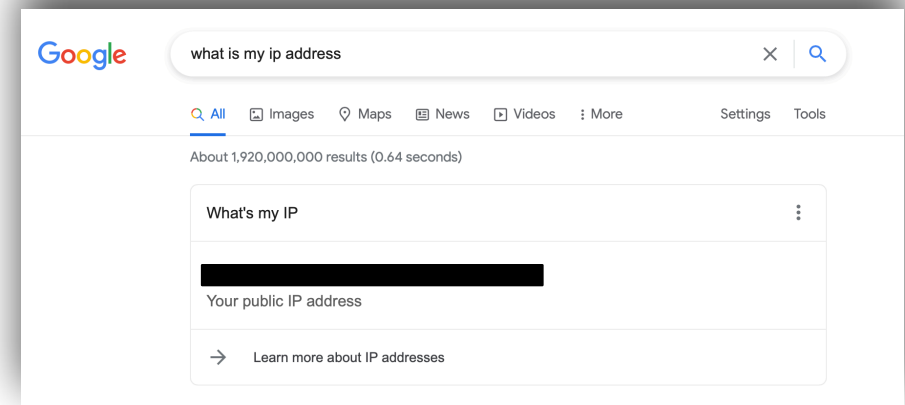 Google
what is my ip address
All Images Maps News Videos More Settings Tools
About 1,920,000,000 results (0.64 seconds)
What's my IP
Your public IP address
Learn more about IP addresses